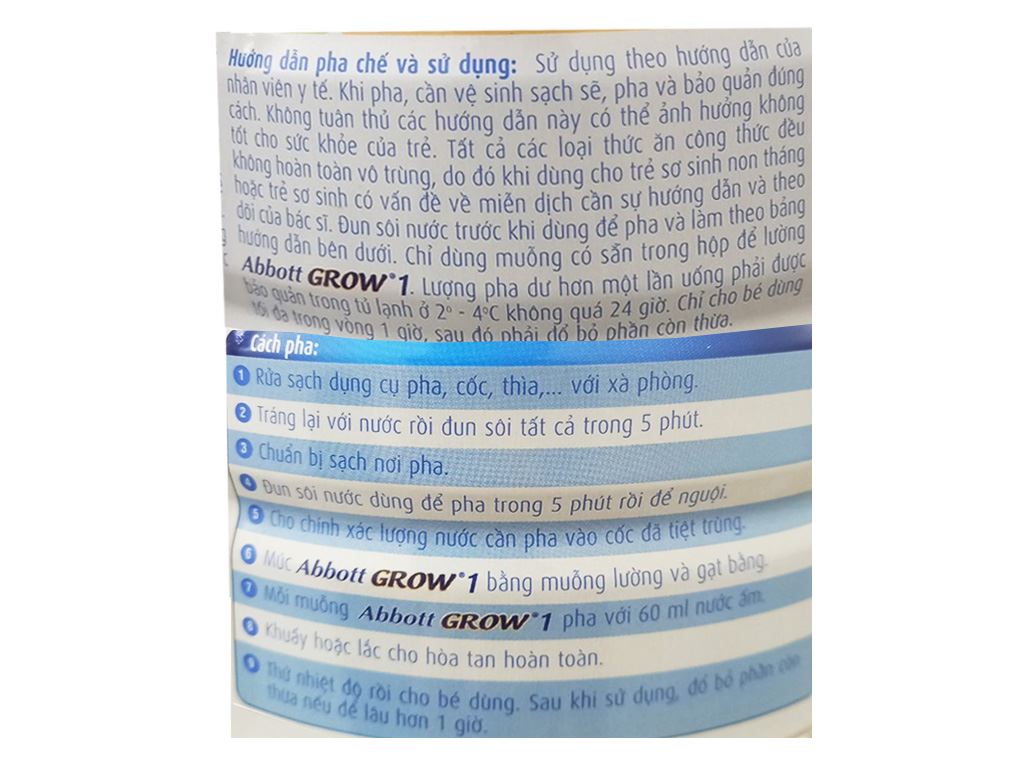 Hướng dẫn pha chế và sử dụng: Sử dụng theo hướng dẫn của
nhân viên y tế. Khi pha, cần vệ sinh sạch sẽ, pha và bảo quản đúng
cách. Không tuân thủ các hướng dẫn này có thể ảnh hưởng không
tốt cho sức khỏe của trẻ. Tất cả các loại thức ăn công thức đều
không hoàn toàn vô trùng, do đó khi dùng cho trẻ sơ sinh non tháng
hoặc trẻ sơ sinh có vấn đề về miễn dịch cần sự hướng dẫn và theo
dõi của bác sĩ. Đun sôi nước trước khi dùng để pha và làm theo bảng
hướng dẫn bên dưới. Chỉ dùng muỗng có sẵn trong hộp để lường
Abbott GROW® 1. Lượng pha dư hơn một lần uống phải được
bảo quản trong tủ lạnh ở 2º - 4ºC không quá 24 giờ. Chỉ cho bé dùng
tối đa trong vòng 1 giờ, sau đó phải đổ bỏ phần còn thừa.
Cách pha:
1 Rửa sạch dụng cụ pha, cốc, thìa,... với xà phòng.
2 Tráng lại với nước rồi đun sôi tất cả trong 5 phút.
3 Chuẩn bị sạch nơi pha.
4 Đun sôi nước dùng để pha trong 5 phút rồi để nguội.
5 Cho chính xác lượng nước cần pha vào cốc đã tiệt trùng.
6 Múc Abbott GROW® 1 bằng muỗng lường và gạt bằng.
7 Mỗi muỗng Abbott GROW® 1 pha với 60 ml nước ấm.
8 Khuấy hoặc lắc cho hòa tan hoàn toàn.
9 Thử nhiệt độ rồi cho bé dùng. Sau khi sử dụng, đổ bỏ phần còn
thừa nếu để lâu hơn 1 giờ.